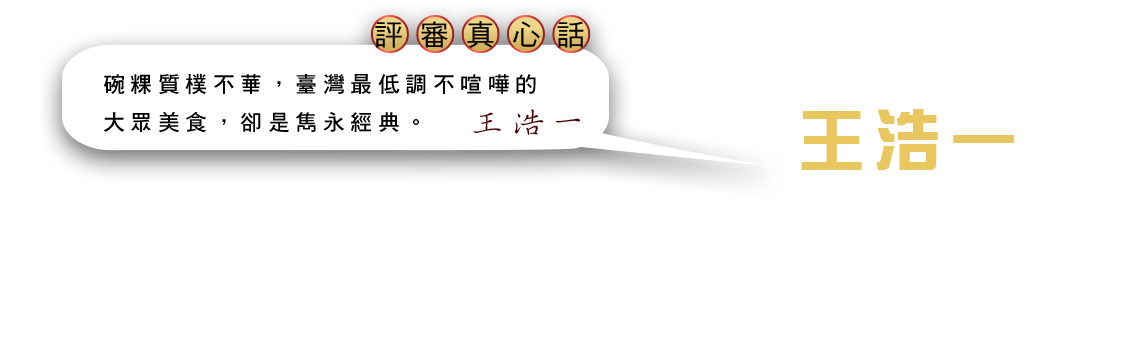 評審真心話
碗粿質樸不華，臺灣最低調不喧嘩的
大眾美食，卻是雋永經典。
王浩一
王浩一